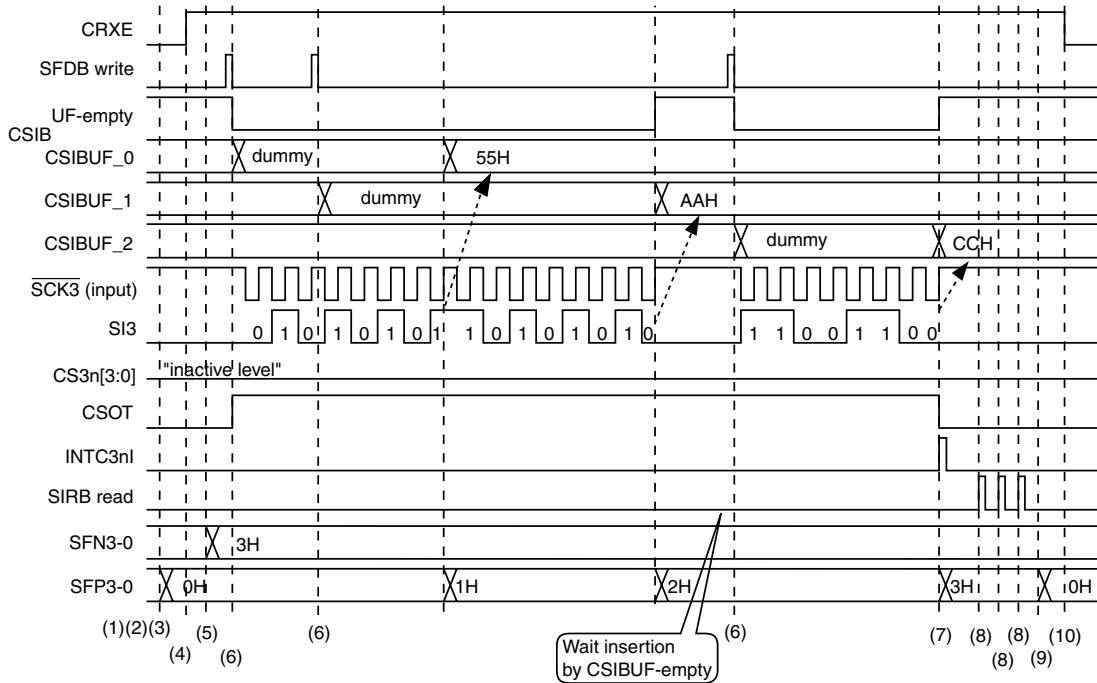 CRXE
SFDB write
UF-empty
CSIB
CSIBUF_0 dummy 55H
CSIBUF_1 dummy AAH
CSIBUF_2 dummy CCH
SCK3 (input)
SI3 0 1 0 1 0 1 0 1 1 0 1 0 1 0 1 0 1 1 0 0 1 1 0 0
CS3n[3:0] "inactive level"
CSOT
INTC3nI
SIRB read
SFN3-0 3H
SFP3-0 0H 1H 2H 3H 0H
(1)(2)(3) (4) (5) (6) (6) (6) (7) (8) (8) (8) (9) (10)
Wait insertion
by CSIBUF-empty